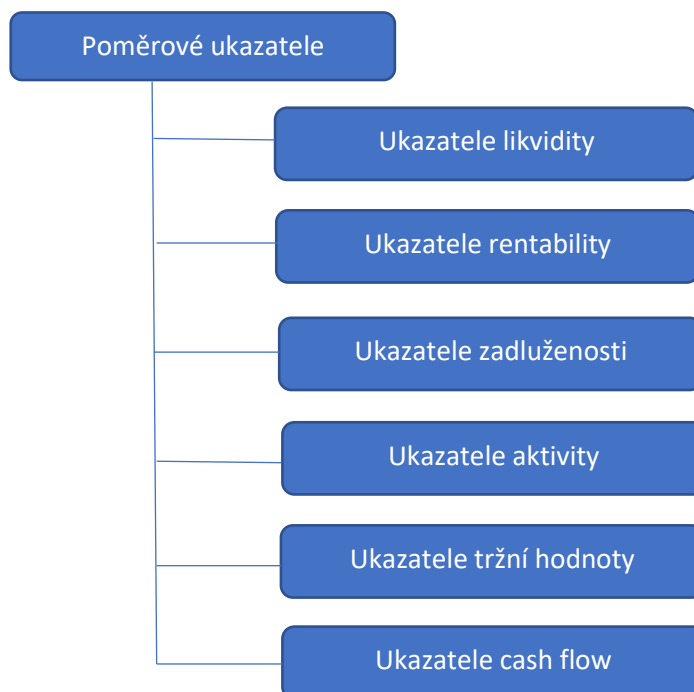 Poměrové ukazatele
Ukazatele likvidity
Ukazatele rentability
Ukazatele zadluženosti
Ukazatele aktivity
Ukazatele tržní hodnoty
Ukazatele cash flow